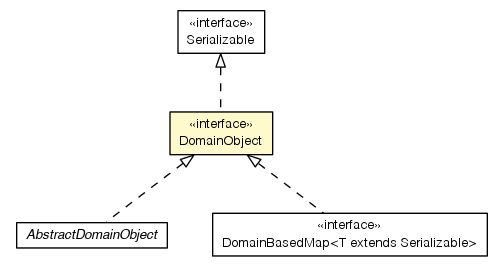 «interface»
Serializable
«interface»
DomainObject
AbstractDomainObject
«interface»
DomainBasedMap<T extends Serializable>